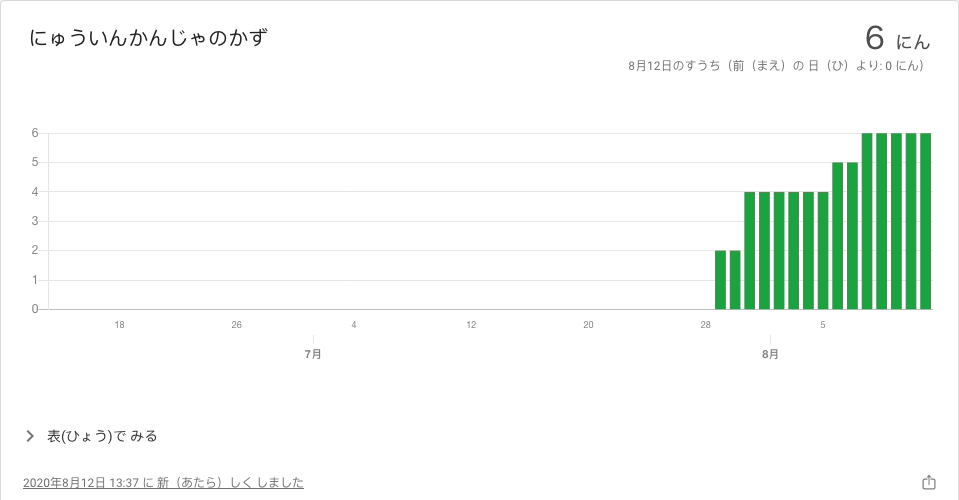 にゅういんかんじゃのかず
6 にん
8月12日のすうち（前（まえ）の 日（ひ）より: 0 にん）
6
5
4
3
2
1
0
18 26 4 12 20 28 5
7月 8月
表(ひょう)で みる
2020年8月12日 13:37 に 新（あたら）しく しました